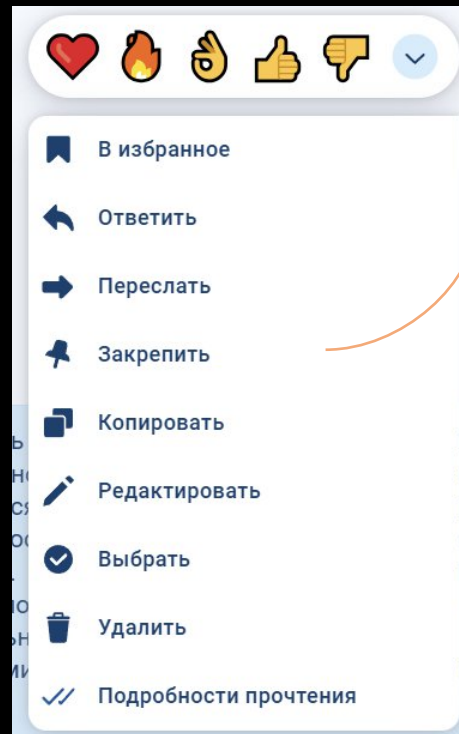 В избранное
Ответить
Переслать
Закрепить
Копировать
Редактировать
Выбрать
Удалить
Подробности прочтения